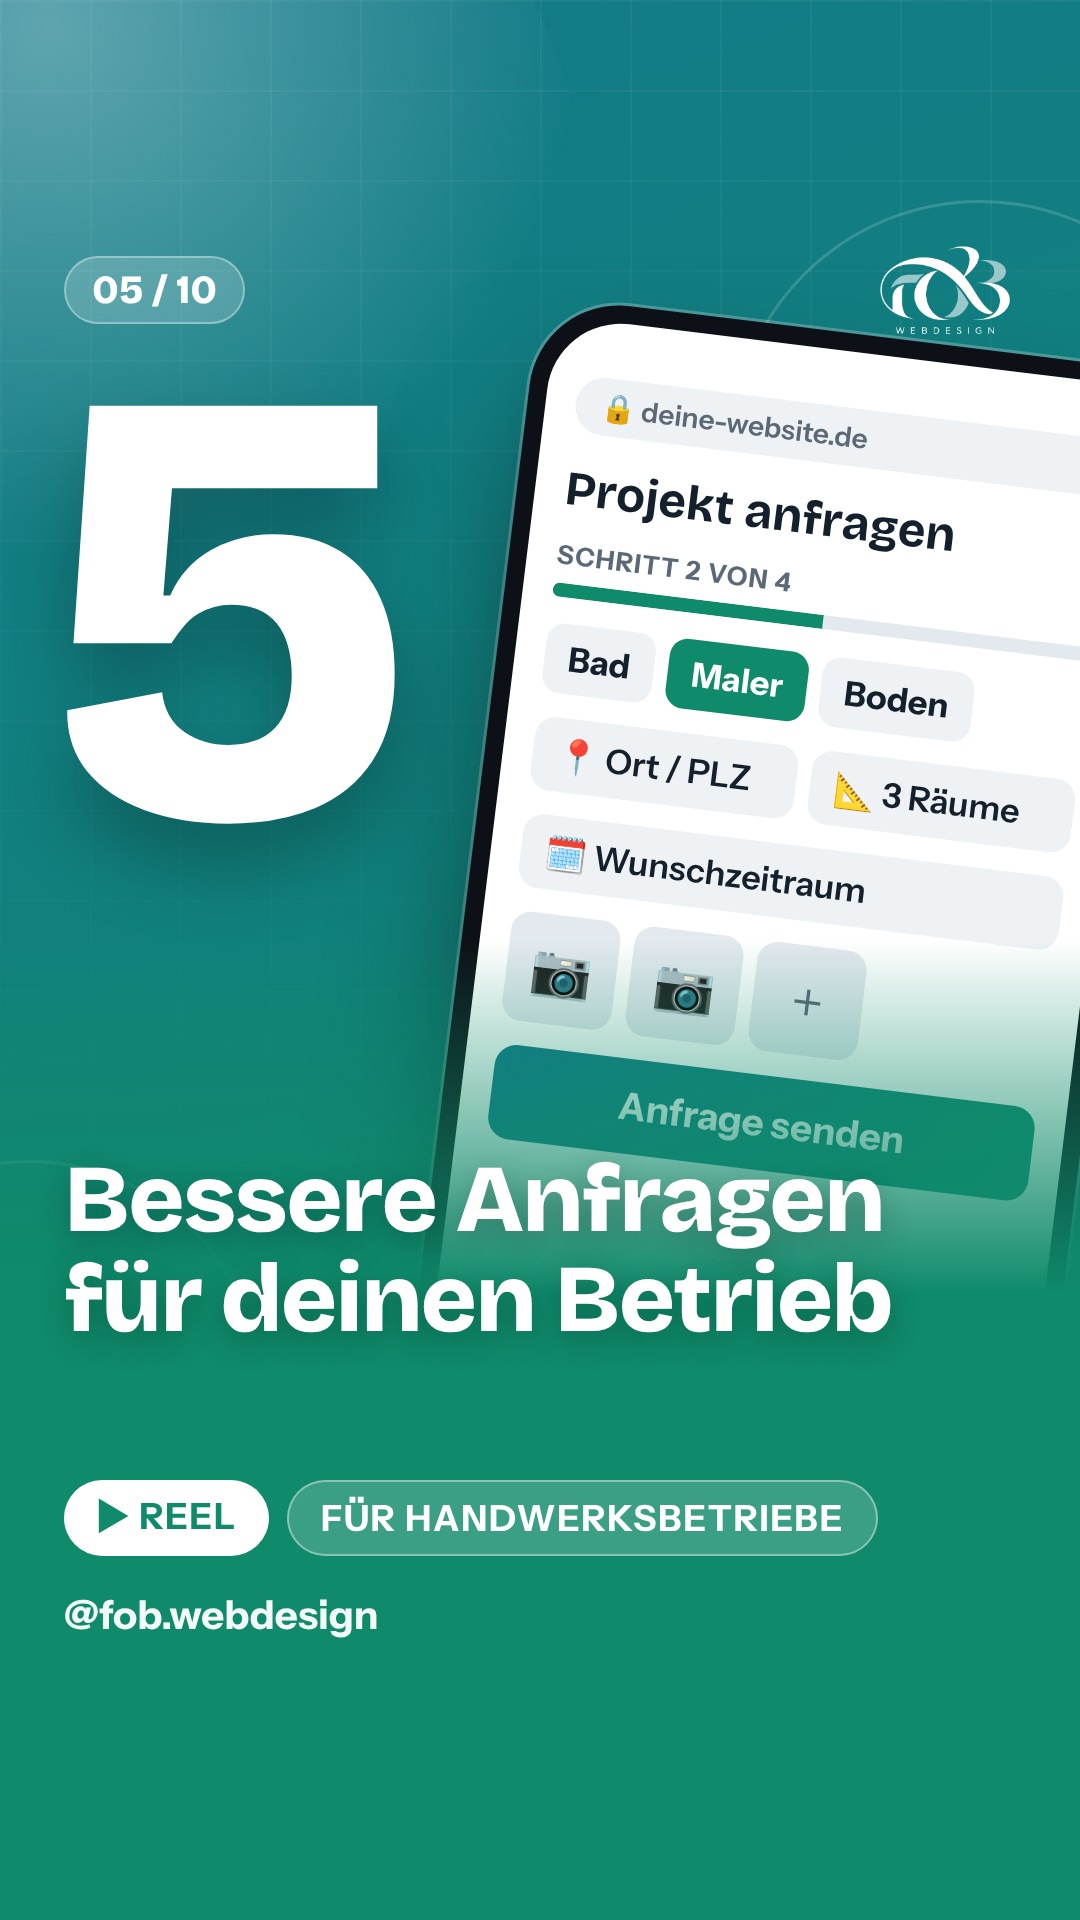 05 / 10
FOB
WEBDESIGN
5
🔒 deine-website.de
Projekt anfragen
SCHRITT 2 VON 4
Bad Maler Boden
📍 Ort / PLZ 📐 3 Räume
🗓️ Wunschzeitraum
+
Anfrage senden
Bessere Anfragen
für deinen Betrieb
▶ REEL FÜR HANDWERKSBETRIEBE
@fob.webdesign